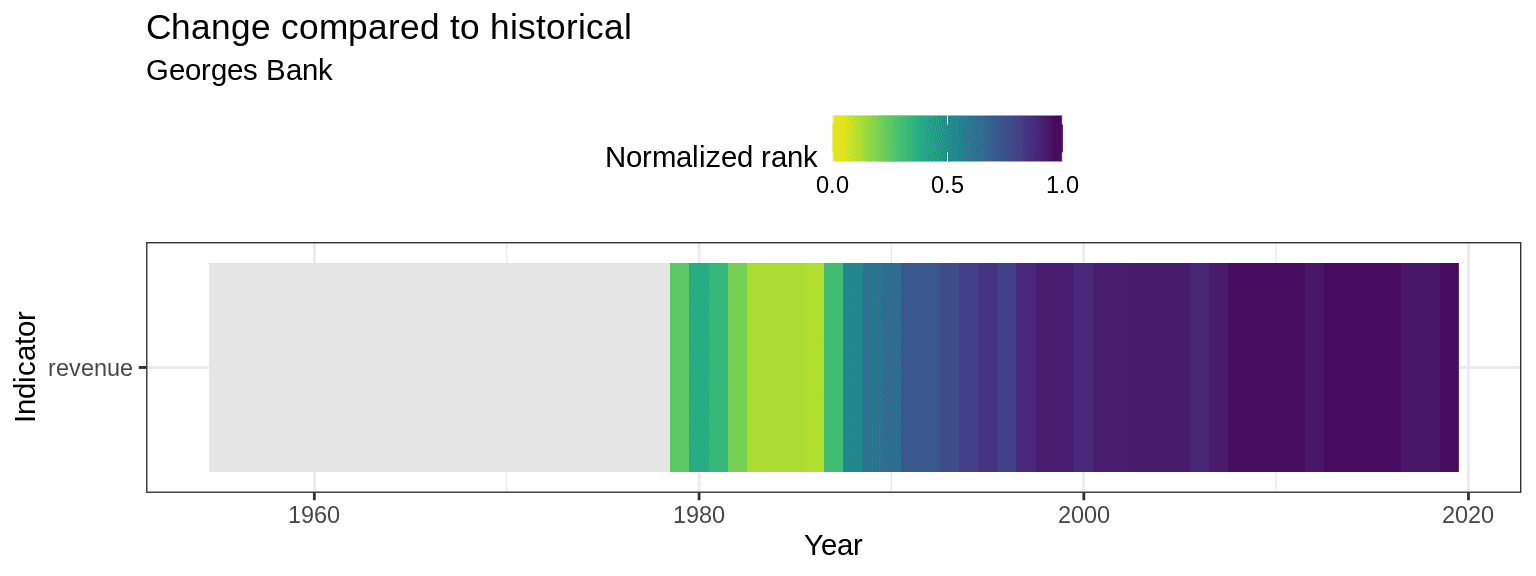 Change compared to historical
Georges Bank
Normalized rank
0.0 0.5 1.0
Indicator
revenue
1960 1980 2000 2020
Year